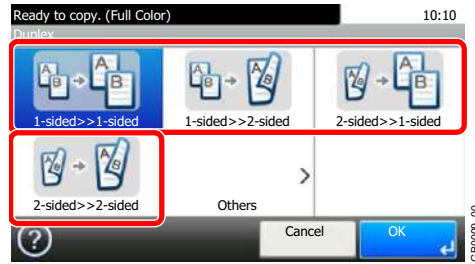 Ready to copy. (Full Color) 10:10
Duplex
A B A B
A B A B
A B A B
1-sided>>1-sided 1-sided>>2-sided 2-sided>>1-sided
A B A B
2-sided>>2-sided Others
? Cancel OK
GB0009_00